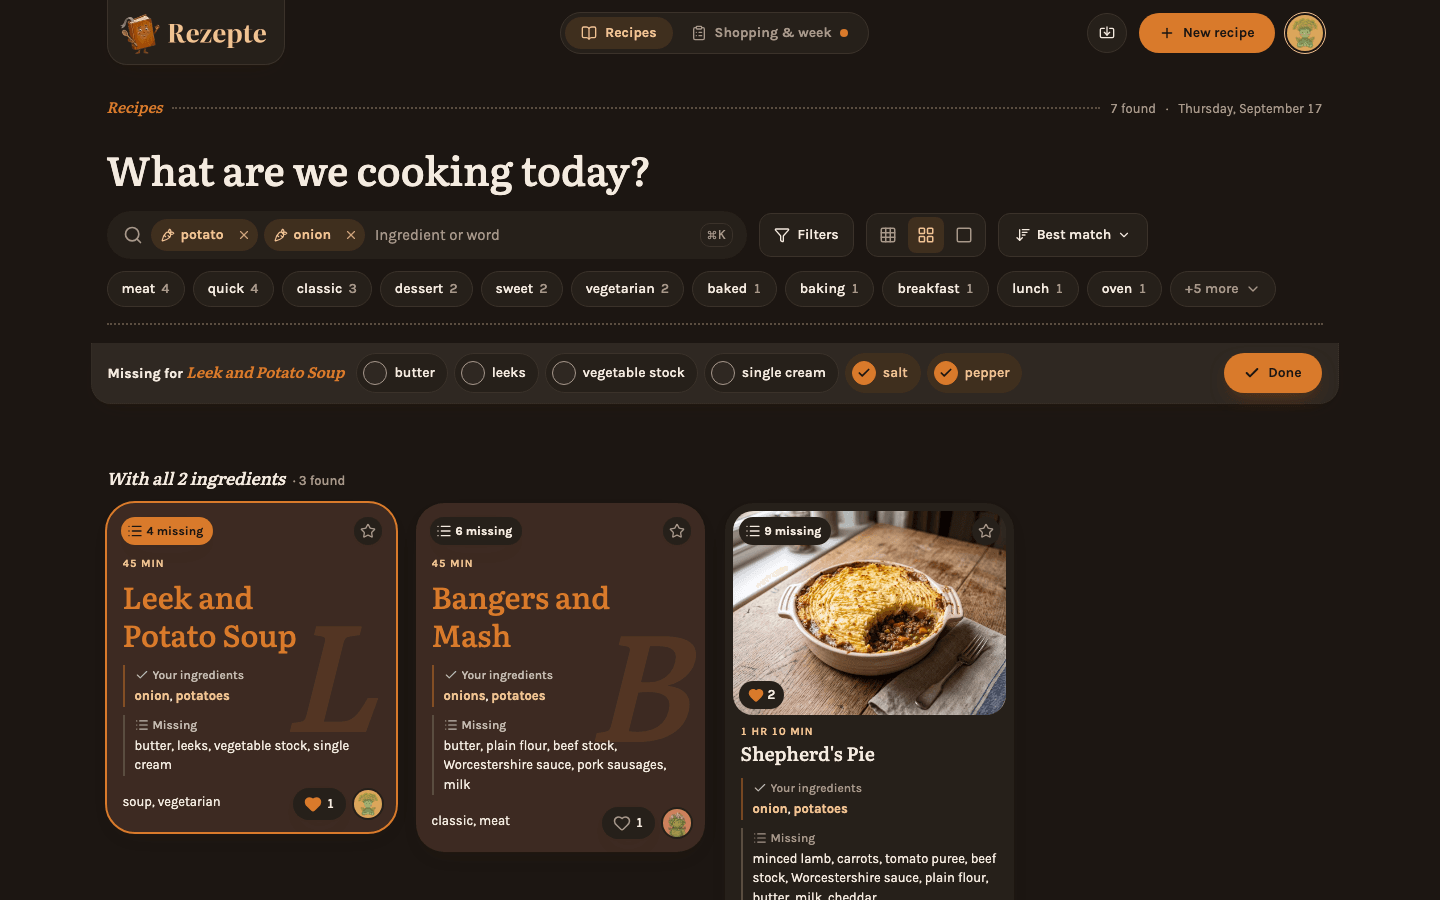 Rezepte
Recipes
Shopping & week
New recipe
Recipes
7 found · Thursday, September 17
What are we cooking today?
potato
onion
Ingredient or word
⌘K
Filters
Best match
meat 4
quick 4
classic 3
dessert 2
sweet 2
vegetarian 2
baked 1
baking 1
breakfast 1
lunch 1
oven 1
+5 more
Missing for Leek and Potato Soup
butter
leeks
vegetable stock
single cream
salt
pepper
Done
With all 2 ingredients · 3 found
4 missing
45 MIN
Leek and
Potato Soup
L
Your ingredients
onion, potatoes
Missing
butter, leeks, vegetable stock, single
cream
soup, vegetarian
1
6 missing
45 MIN
Bangers and
Mash
B
Your ingredients
onions, potatoes
Missing
butter, plain flour, beef stock,
Worcestershire sauce, pork sausages,
milk
classic, meat
1
9 missing
2
1 HR 10 MIN
Shepherd's Pie
Your ingredients
onion, potatoes
Missing
minced lamb, carrots, tomato puree, beef
stock, Worcestershire sauce, plain flour,
butter, milk, cheddar